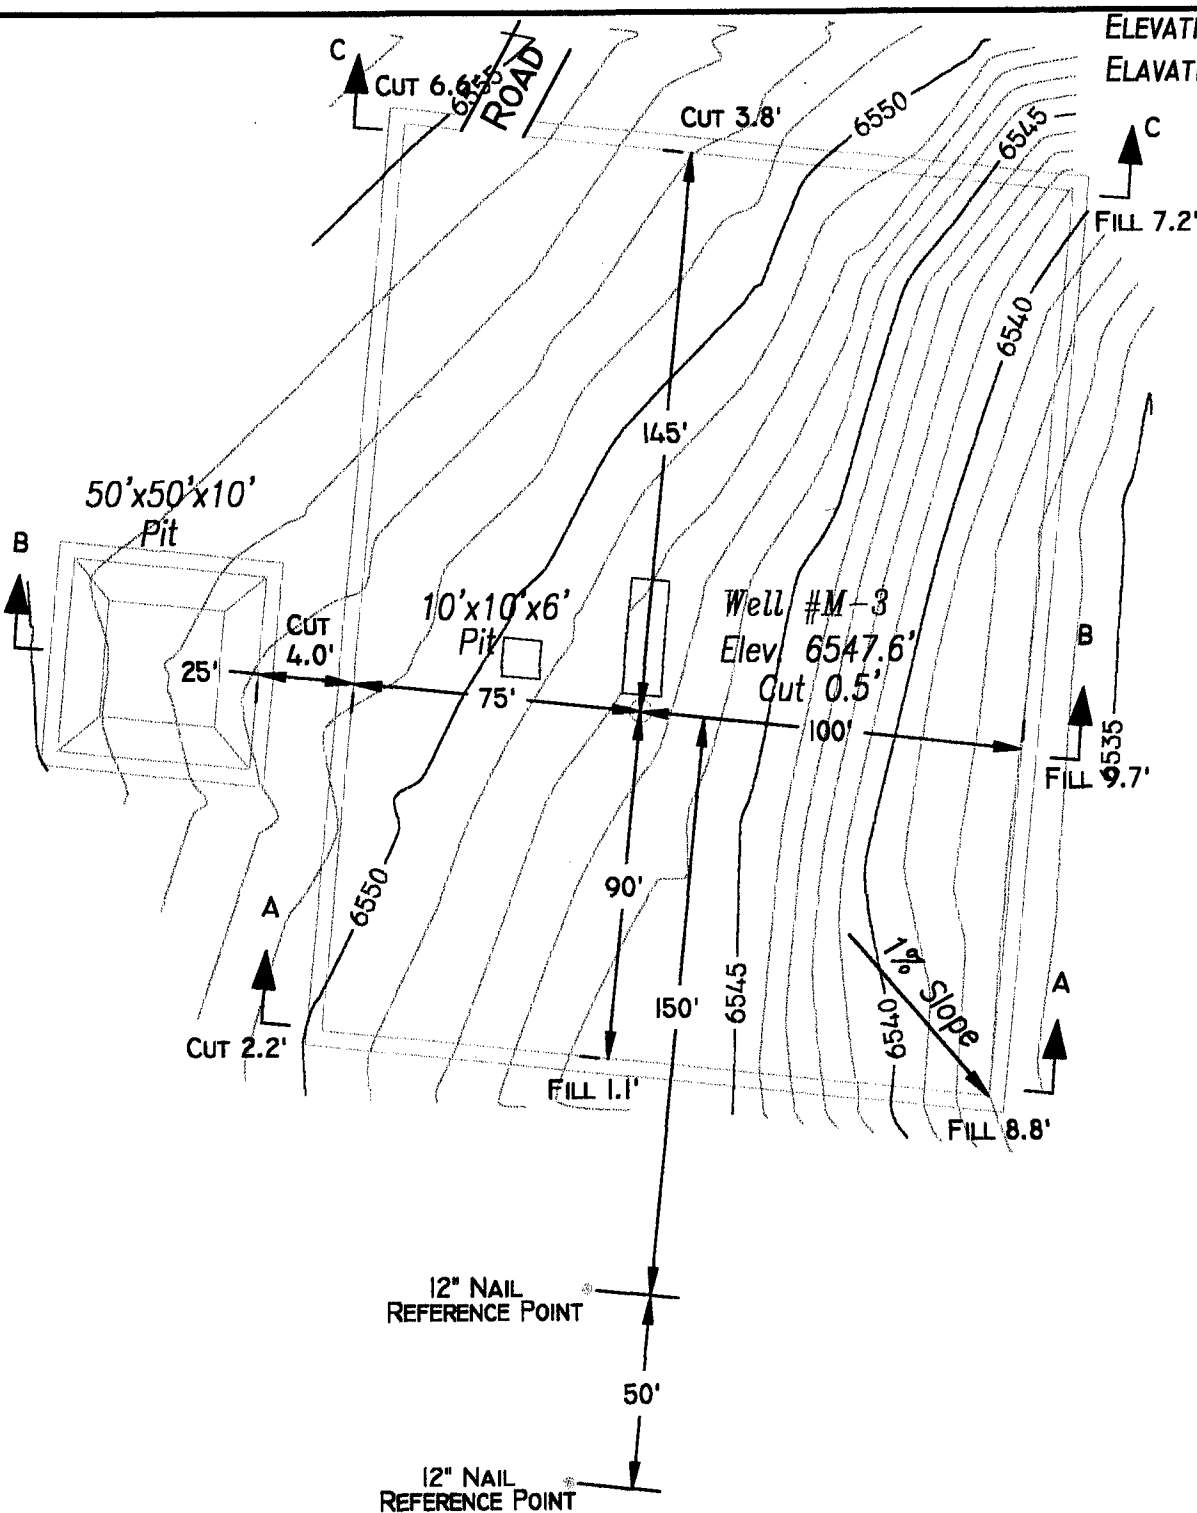 ELEVATI
ELAVATI
C
CUT 6.6'
6555
ROAD
CUT 3.8'
6550
6545
C
FILL 7.2'
6540
145'
50'x50'x10'
Pit
B
10'x10'x6'
Pit
CUT
4.0'
25'
75'
Well #M-3
Elev 6547.6'
Cut 0.5'
100'
B
6535
FILL 9.7'
90'
6550
A
150'
6545
1% Slope
6540
A
CUT 2.2'
FILL 1.1'
FILL 8.8'
12" NAIL
REFERENCE POINT
50'
12" NAIL
REFERENCE POINT